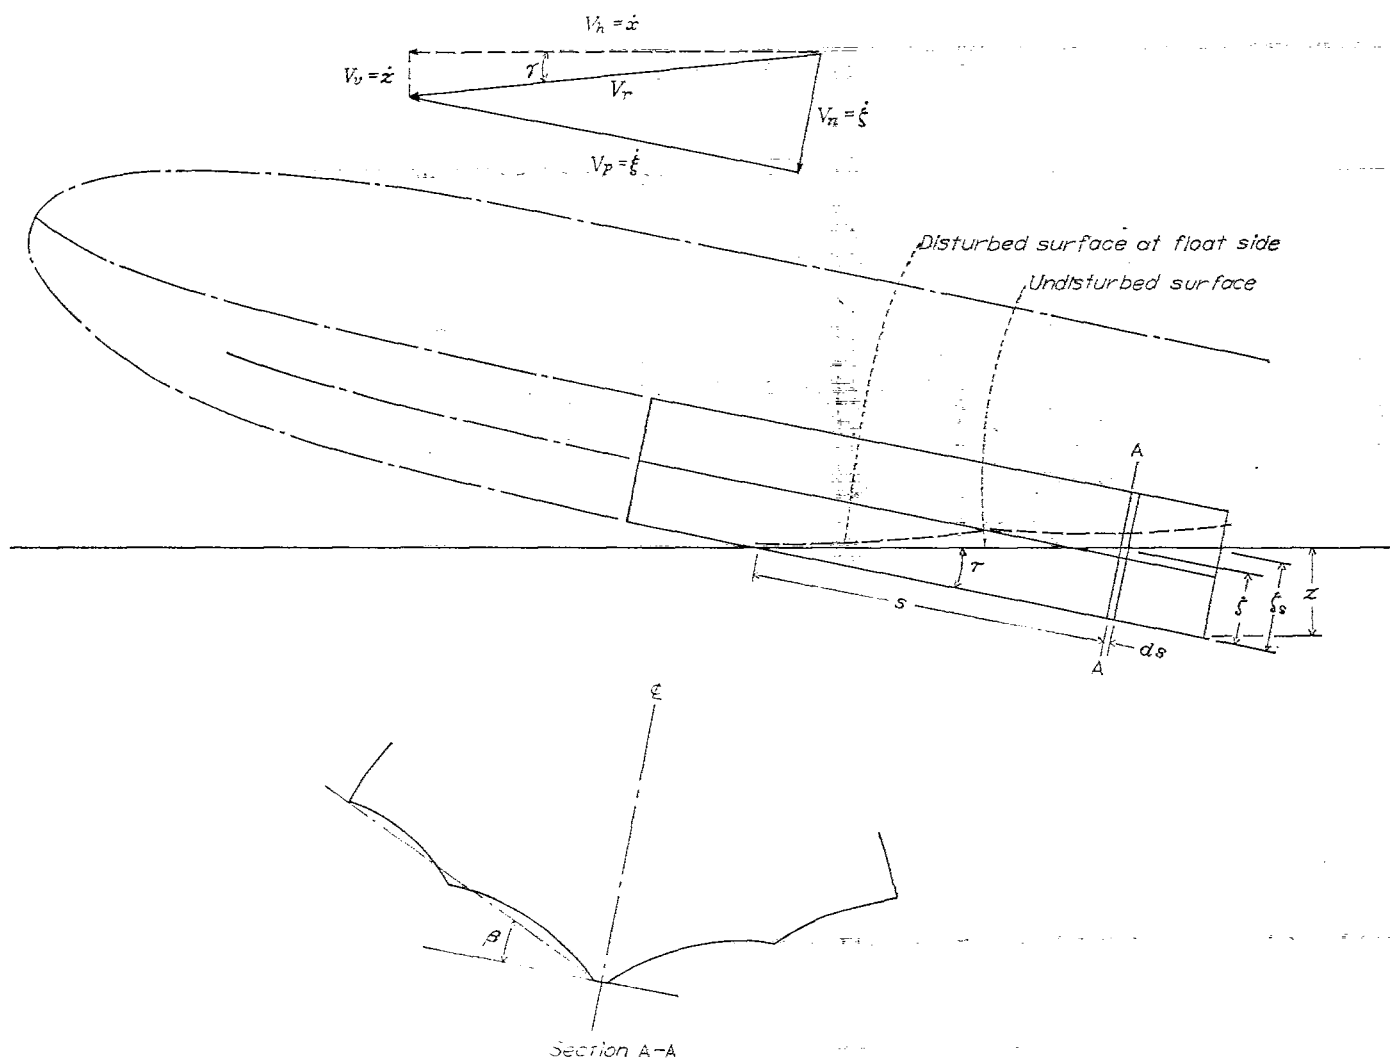 V_h = ẋ
V_v = ż
γ
V_r
V_n = ζ̇
V_p = ξ̇
Disturbed surface at float side
Undisturbed surface
A
τ
s
ζ
ζ_s
z
ds
A
℄
β
Section A-A